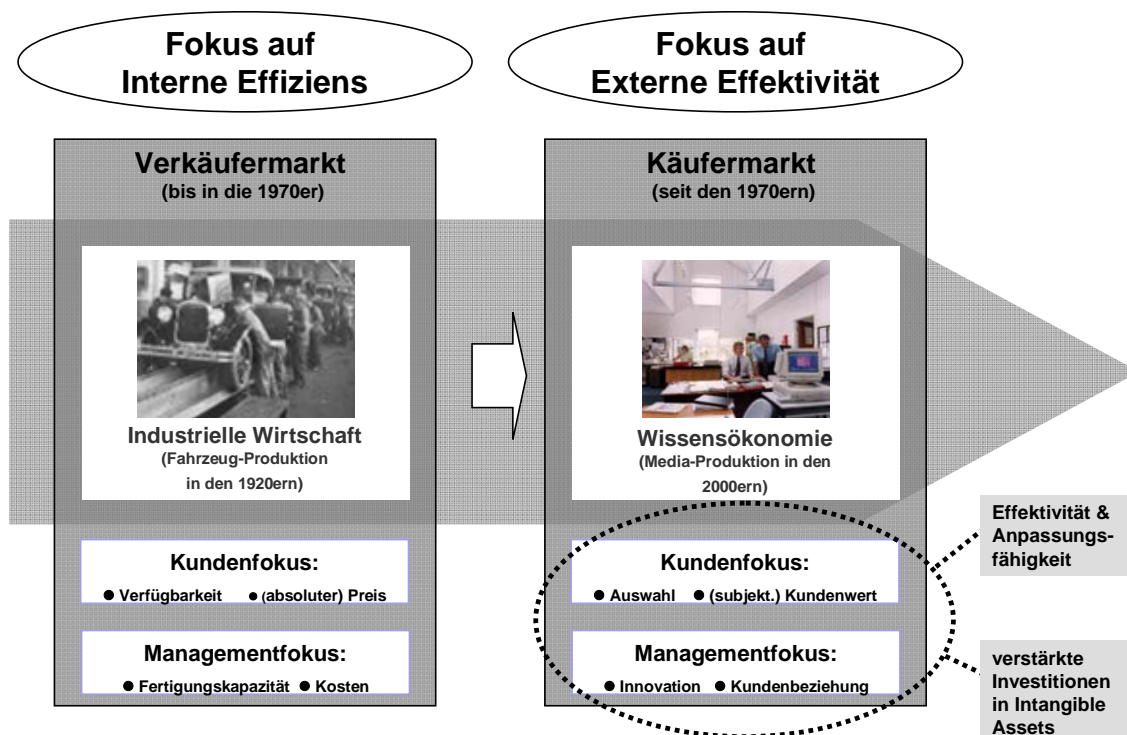 Fokus auf
Interne Effiziens
Fokus auf
Externe Effektivität
Verkäufermarkt
(bis in die 1970er)
Industrielle Wirtschaft
(Fahrzeug-Produktion
in den 1920ern)
Kundenfokus:
● Verfügbarkeit ● (absoluter) Preis
Managementfokus:
● Fertigungskapazität ● Kosten
Käufermarkt
(seit den 1970ern)
Wissensökonomie
(Media-Produktion in den
2000ern)
Kundenfokus:
● Auswahl ● (subjekt.) Kundenwert
Managementfokus:
● Innovation ● Kundenbeziehung
Effektivität &
Anpassungs-
fähigkeit
verstärkte
Investitionen
in Intangible
Assets